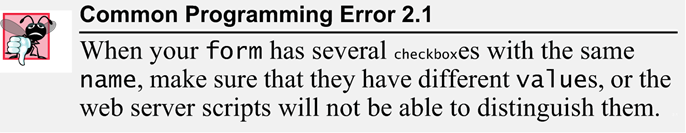 Common Programming Error 2.1
When your form has several checkboxes with the same
name, make sure that they have different values, or the
web server scripts will not be able to distinguish them.